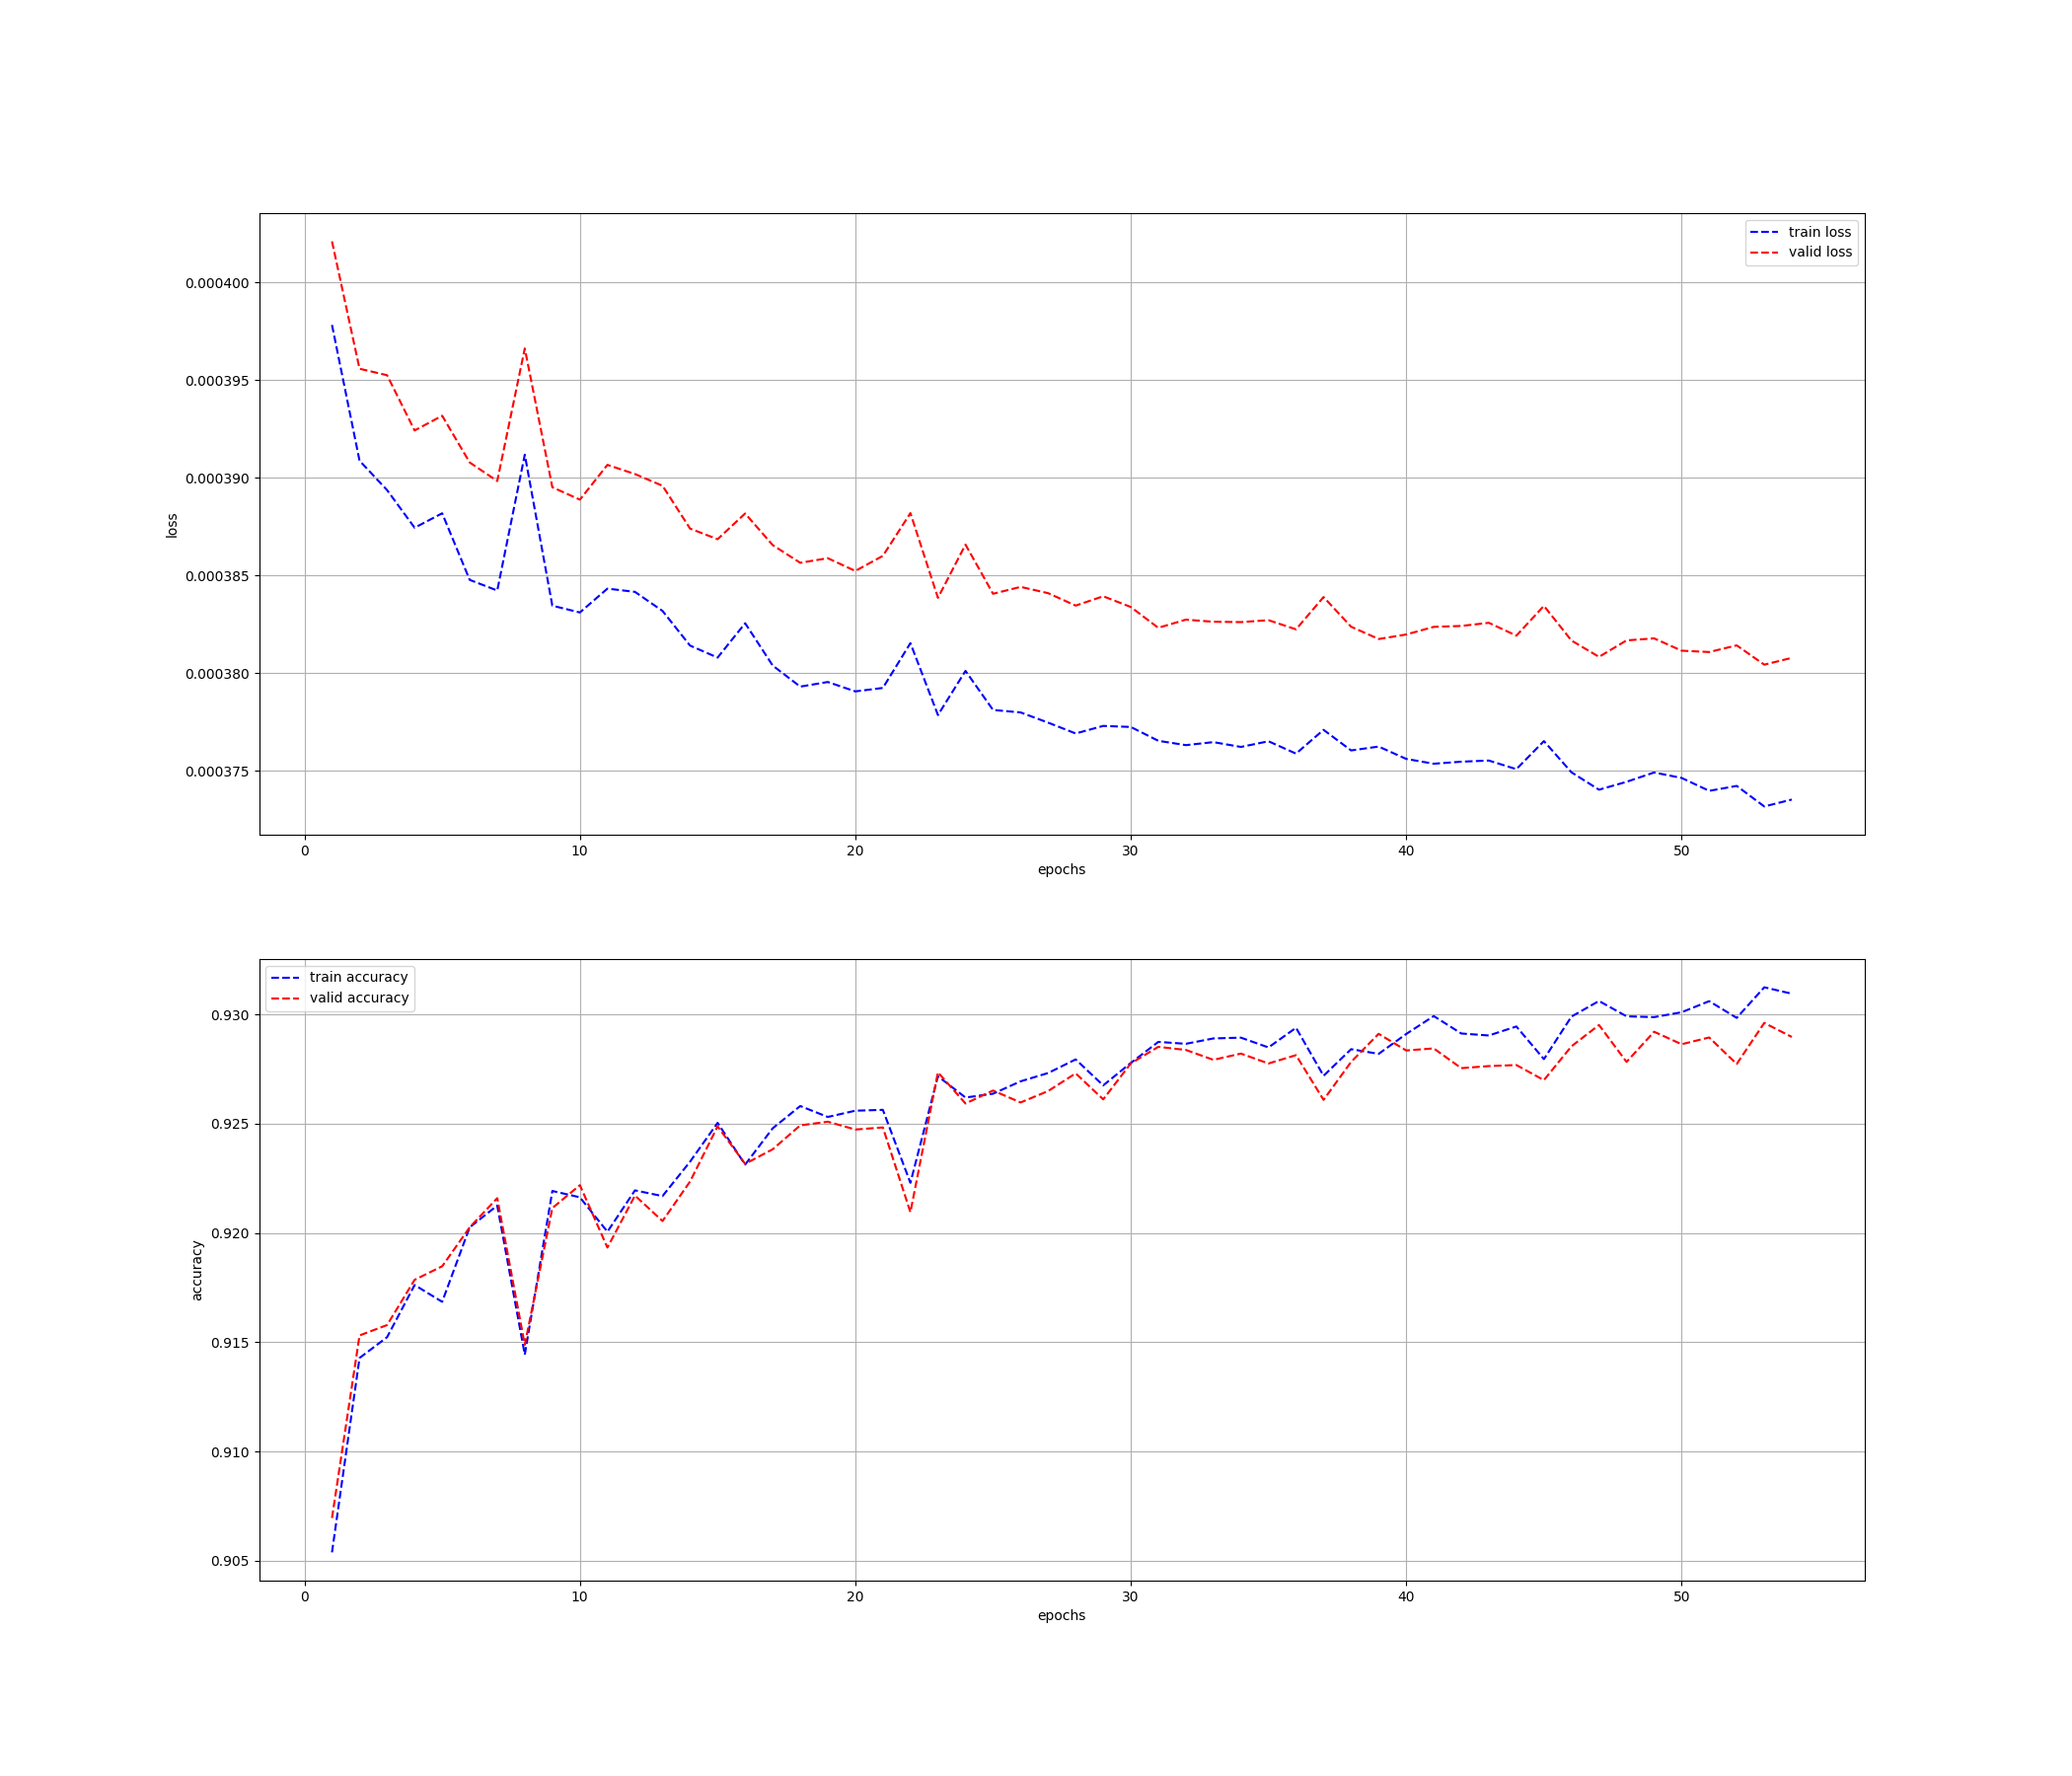 train loss
valid loss
0.000400
0.000395
0.000390
0.000385
0.000380
0.000375
loss
0 10 20 30 40 50
epochs
train accuracy
valid accuracy
0.930
0.925
0.920
0.915
0.910
0.905
accuracy
0 10 20 30 40 50
epochs